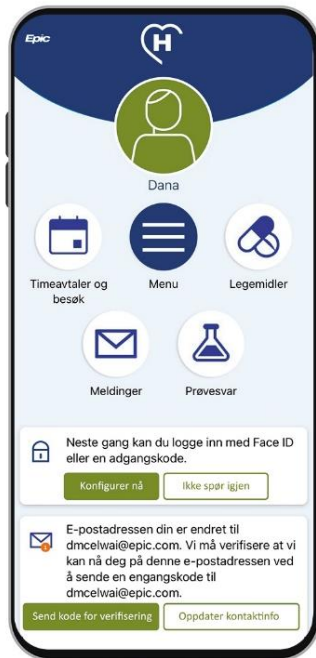 Epic
H
Dana
Timeavtaler og
besøk
Menu
Legemidler
Meldinger
Prøvesvar
Neste gang kan du logge inn med Face ID
eller en adgangskode.
Konfigurer nå
Ikke spør igjen
E-postadressen din er endret til
dmcelwai@epic.com. Vi må verifisere at vi
kan nå deg på denne e-postadressen ved
å sende en engangskode til
dmcelwai@epic.com.
Send kode for verifisering
Oppdater kontaktinfo